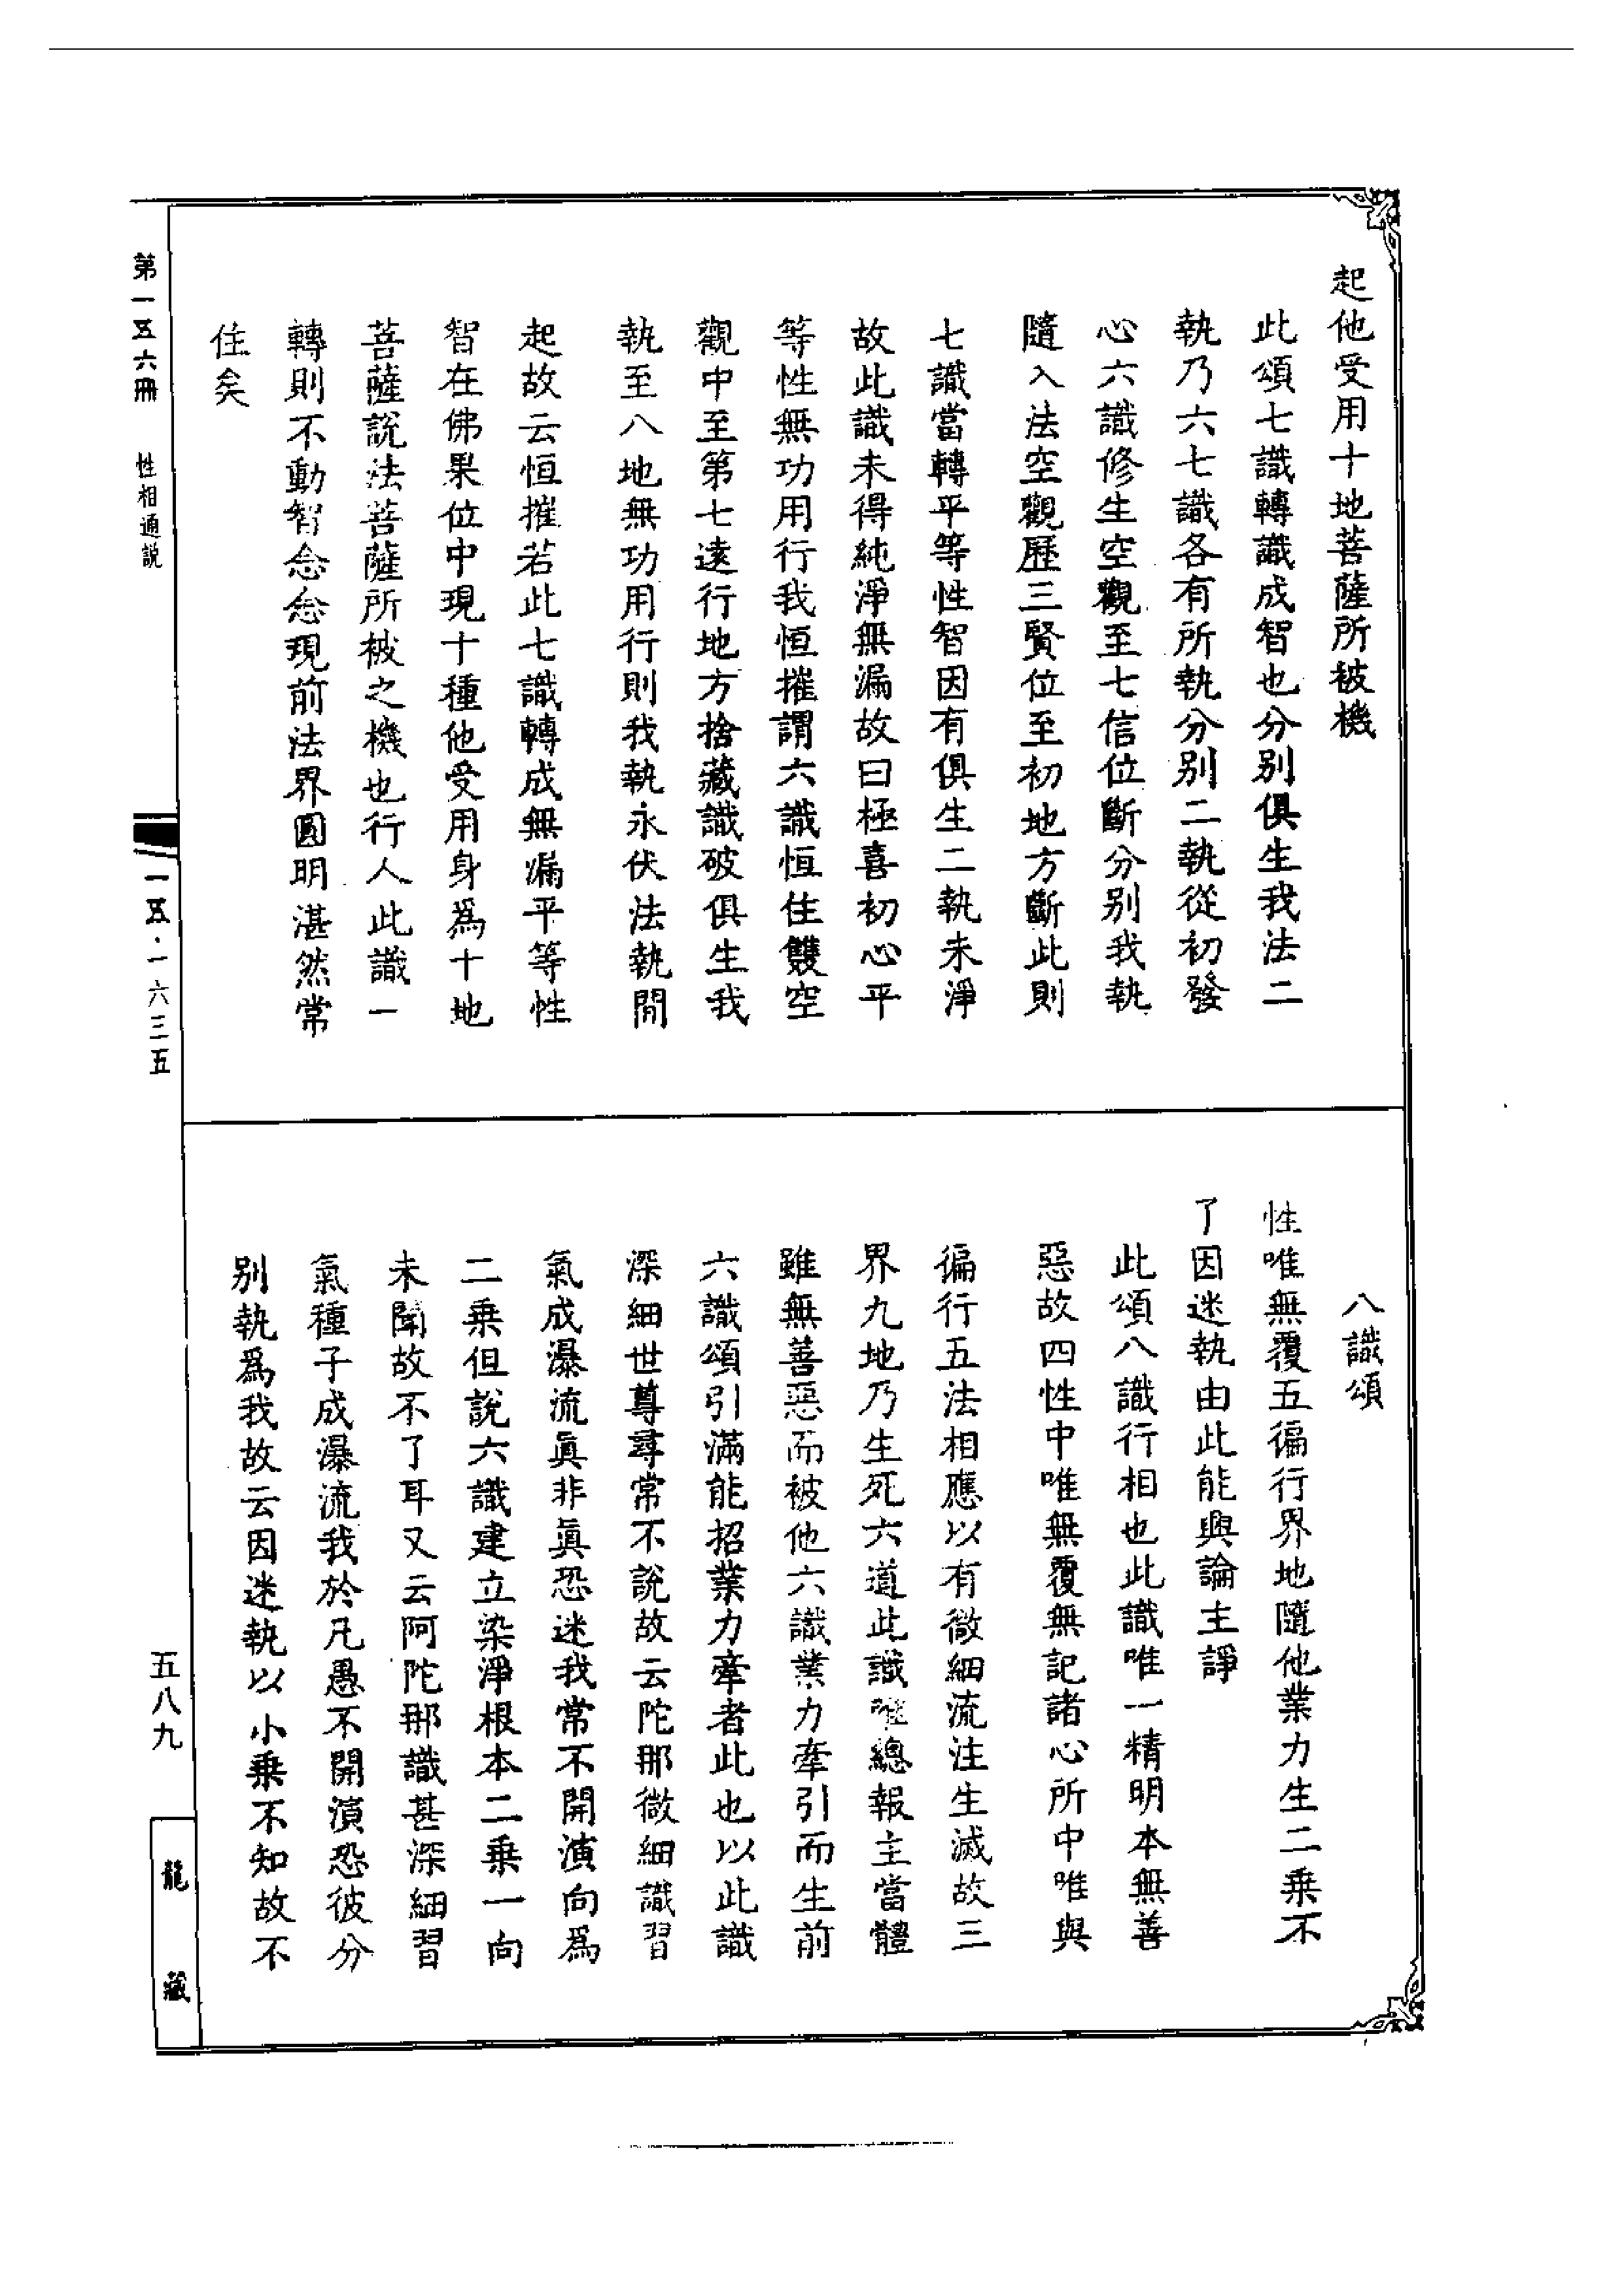 起他受用十地菩薩所被機
此頌七識轉識成智也分別俱生我法二
執乃六七識各有所執分別二執從初發
心六識修生空觀至七信位斷分別我執
隨入法空觀歷三賢位至初地方斷此則
七識當轉平等性智因有俱生二執未淨
故此識未得純淨無漏故曰極喜初心平
等性無功用行我恒摧謂六識恒住雙空
觀中至第七遠行地方捨藏識破俱生我
執至八地無功用行則我執永伏法執間
起故云恒摧若此七識轉成無漏平等性
智在佛果位中現十種他受用身為十地
菩薩說法菩薩所被之機也行人此識一
轉則不動智念念現前法界圓明湛然常
住矣
八識頌
性唯無覆五徧行界地隨他業力生二乘不
了因迷執由此能興論主諍
此頌八識行相也此識唯一精明本無善
惡故四性中唯無覆無記諸心所中唯與
徧行五法相應以有微細流注生滅故三
界九地乃生死六道此識唯總報主當體
雖無善惡而被他六識業力牽引而生前
六識頌引滿能招業力牽者此也以此識
深細世尊尋常不說故云陀那微細識習
氣成瀑流眞非眞恐迷我常不開演向爲
二乘但說六識建立染淨根本二乘一向
未聞故不了耳又云阿陀那識甚深細習
氣種子成瀑流我於凡愚不開演恐彼分
別執爲我故云因迷執以小乘不知故不
第一五六冊 性相通説
一五·一六三五
五八九
龍藏